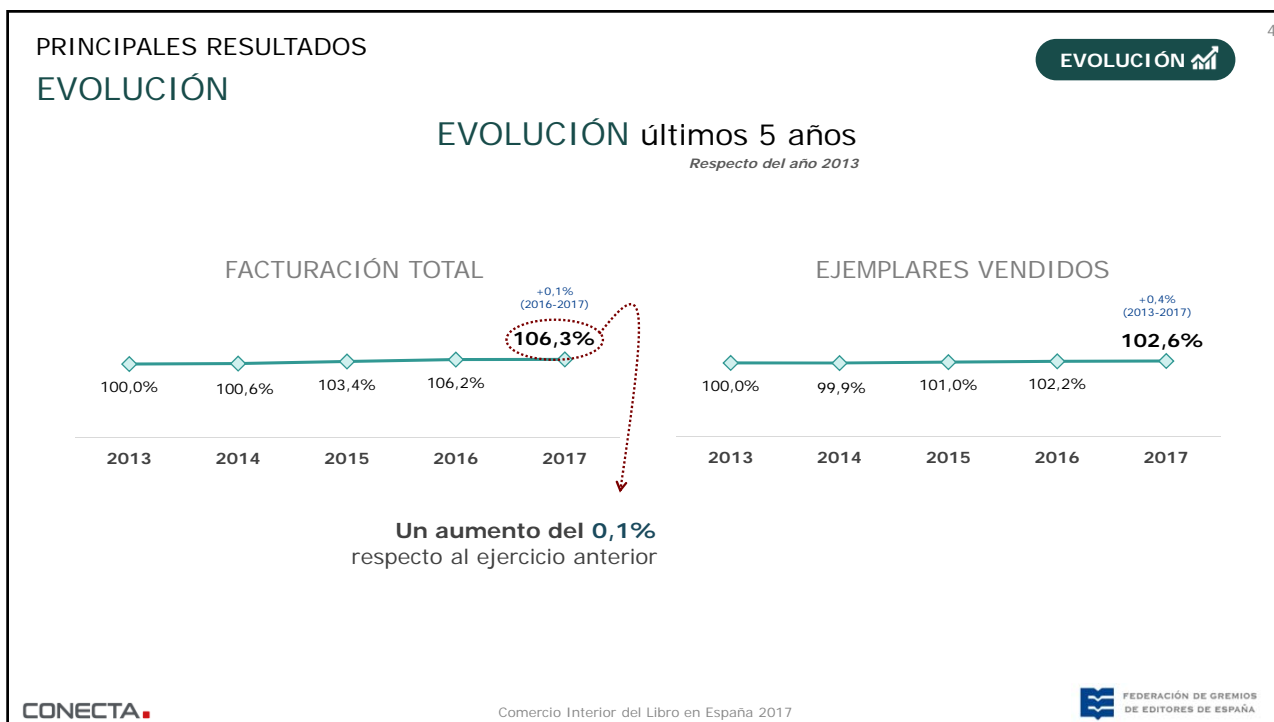 4
PRINCIPALES RESULTADOS
EVOLUCIÓN
EVOLUCIÓN
EVOLUCIÓN últimos 5 años
Respecto del año 2013
FACTURACIÓN TOTAL
+0,1%
(2016-2017)
106,3%
100,0%
100,6%
103,4%
106,2%
2013 2014 2015 2016 2017
EJEMPLARES VENDIDOS
+0,4%
(2013-2017)
102,6%
100,0%
99,9%
101,0%
102,2%
2013 2014 2015 2016 2017
Un aumento del 0,1%
respecto al ejercicio anterior
CONECTA.
Comercio Interior del Libro en España 2017
FEDERACIÓN DE GREMIOS
DE EDITORES DE ESPAÑA